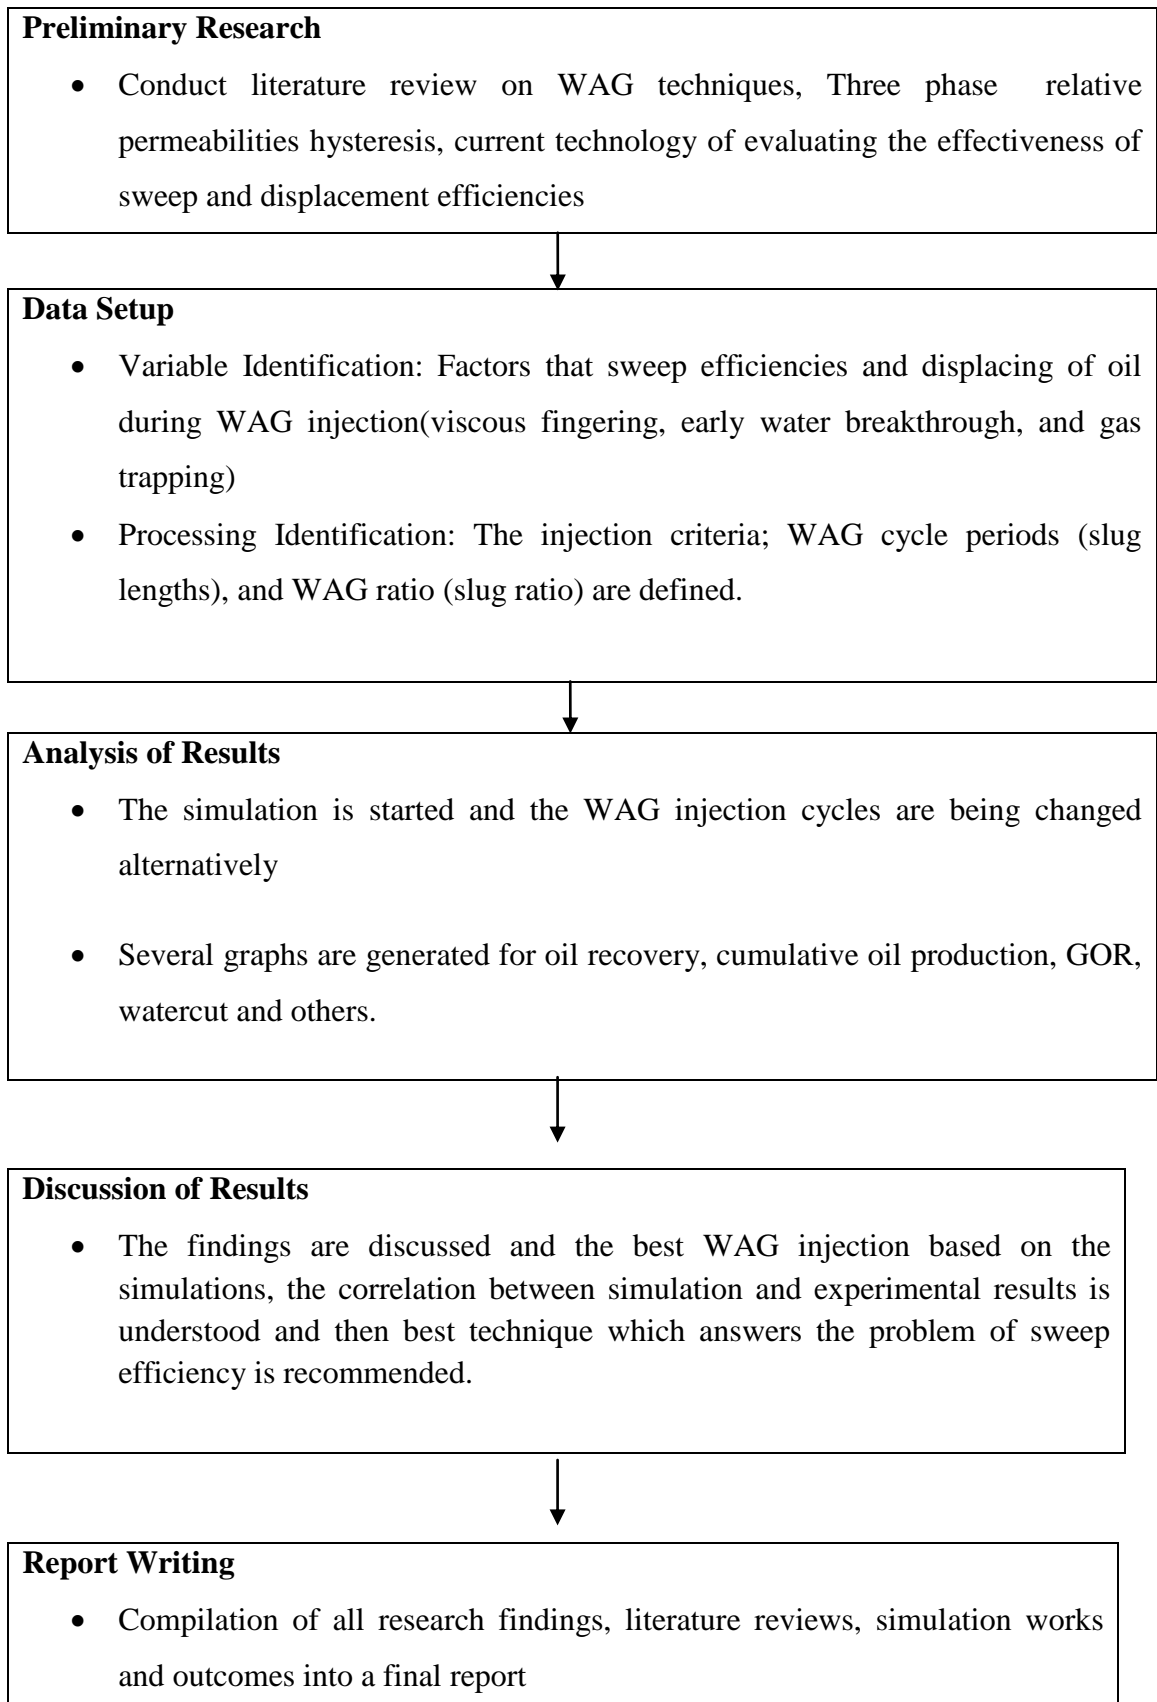 Preliminary Research
• Conduct literature review on WAG techniques, Three phase relative
permeabilities hysteresis, current technology of evaluating the effectiveness of
sweep and displacement efficiencies
Data Setup
• Variable Identification: Factors that sweep efficiencies and displacing of oil
during WAG injection(viscous fingering, early water breakthrough, and gas
trapping)
• Processing Identification: The injection criteria; WAG cycle periods (slug
lengths), and WAG ratio (slug ratio) are defined.
Analysis of Results
• The simulation is started and the WAG injection cycles are being changed
alternatively
• Several graphs are generated for oil recovery, cumulative oil production, GOR,
watercut and others.
Discussion of Results
• The findings are discussed and the best WAG injection based on the
simulations, the correlation between simulation and experimental results is
understood and then best technique which answers the problem of sweep
efficiency is recommended.
Report Writing
• Compilation of all research findings, literature reviews, simulation works
and outcomes into a final report